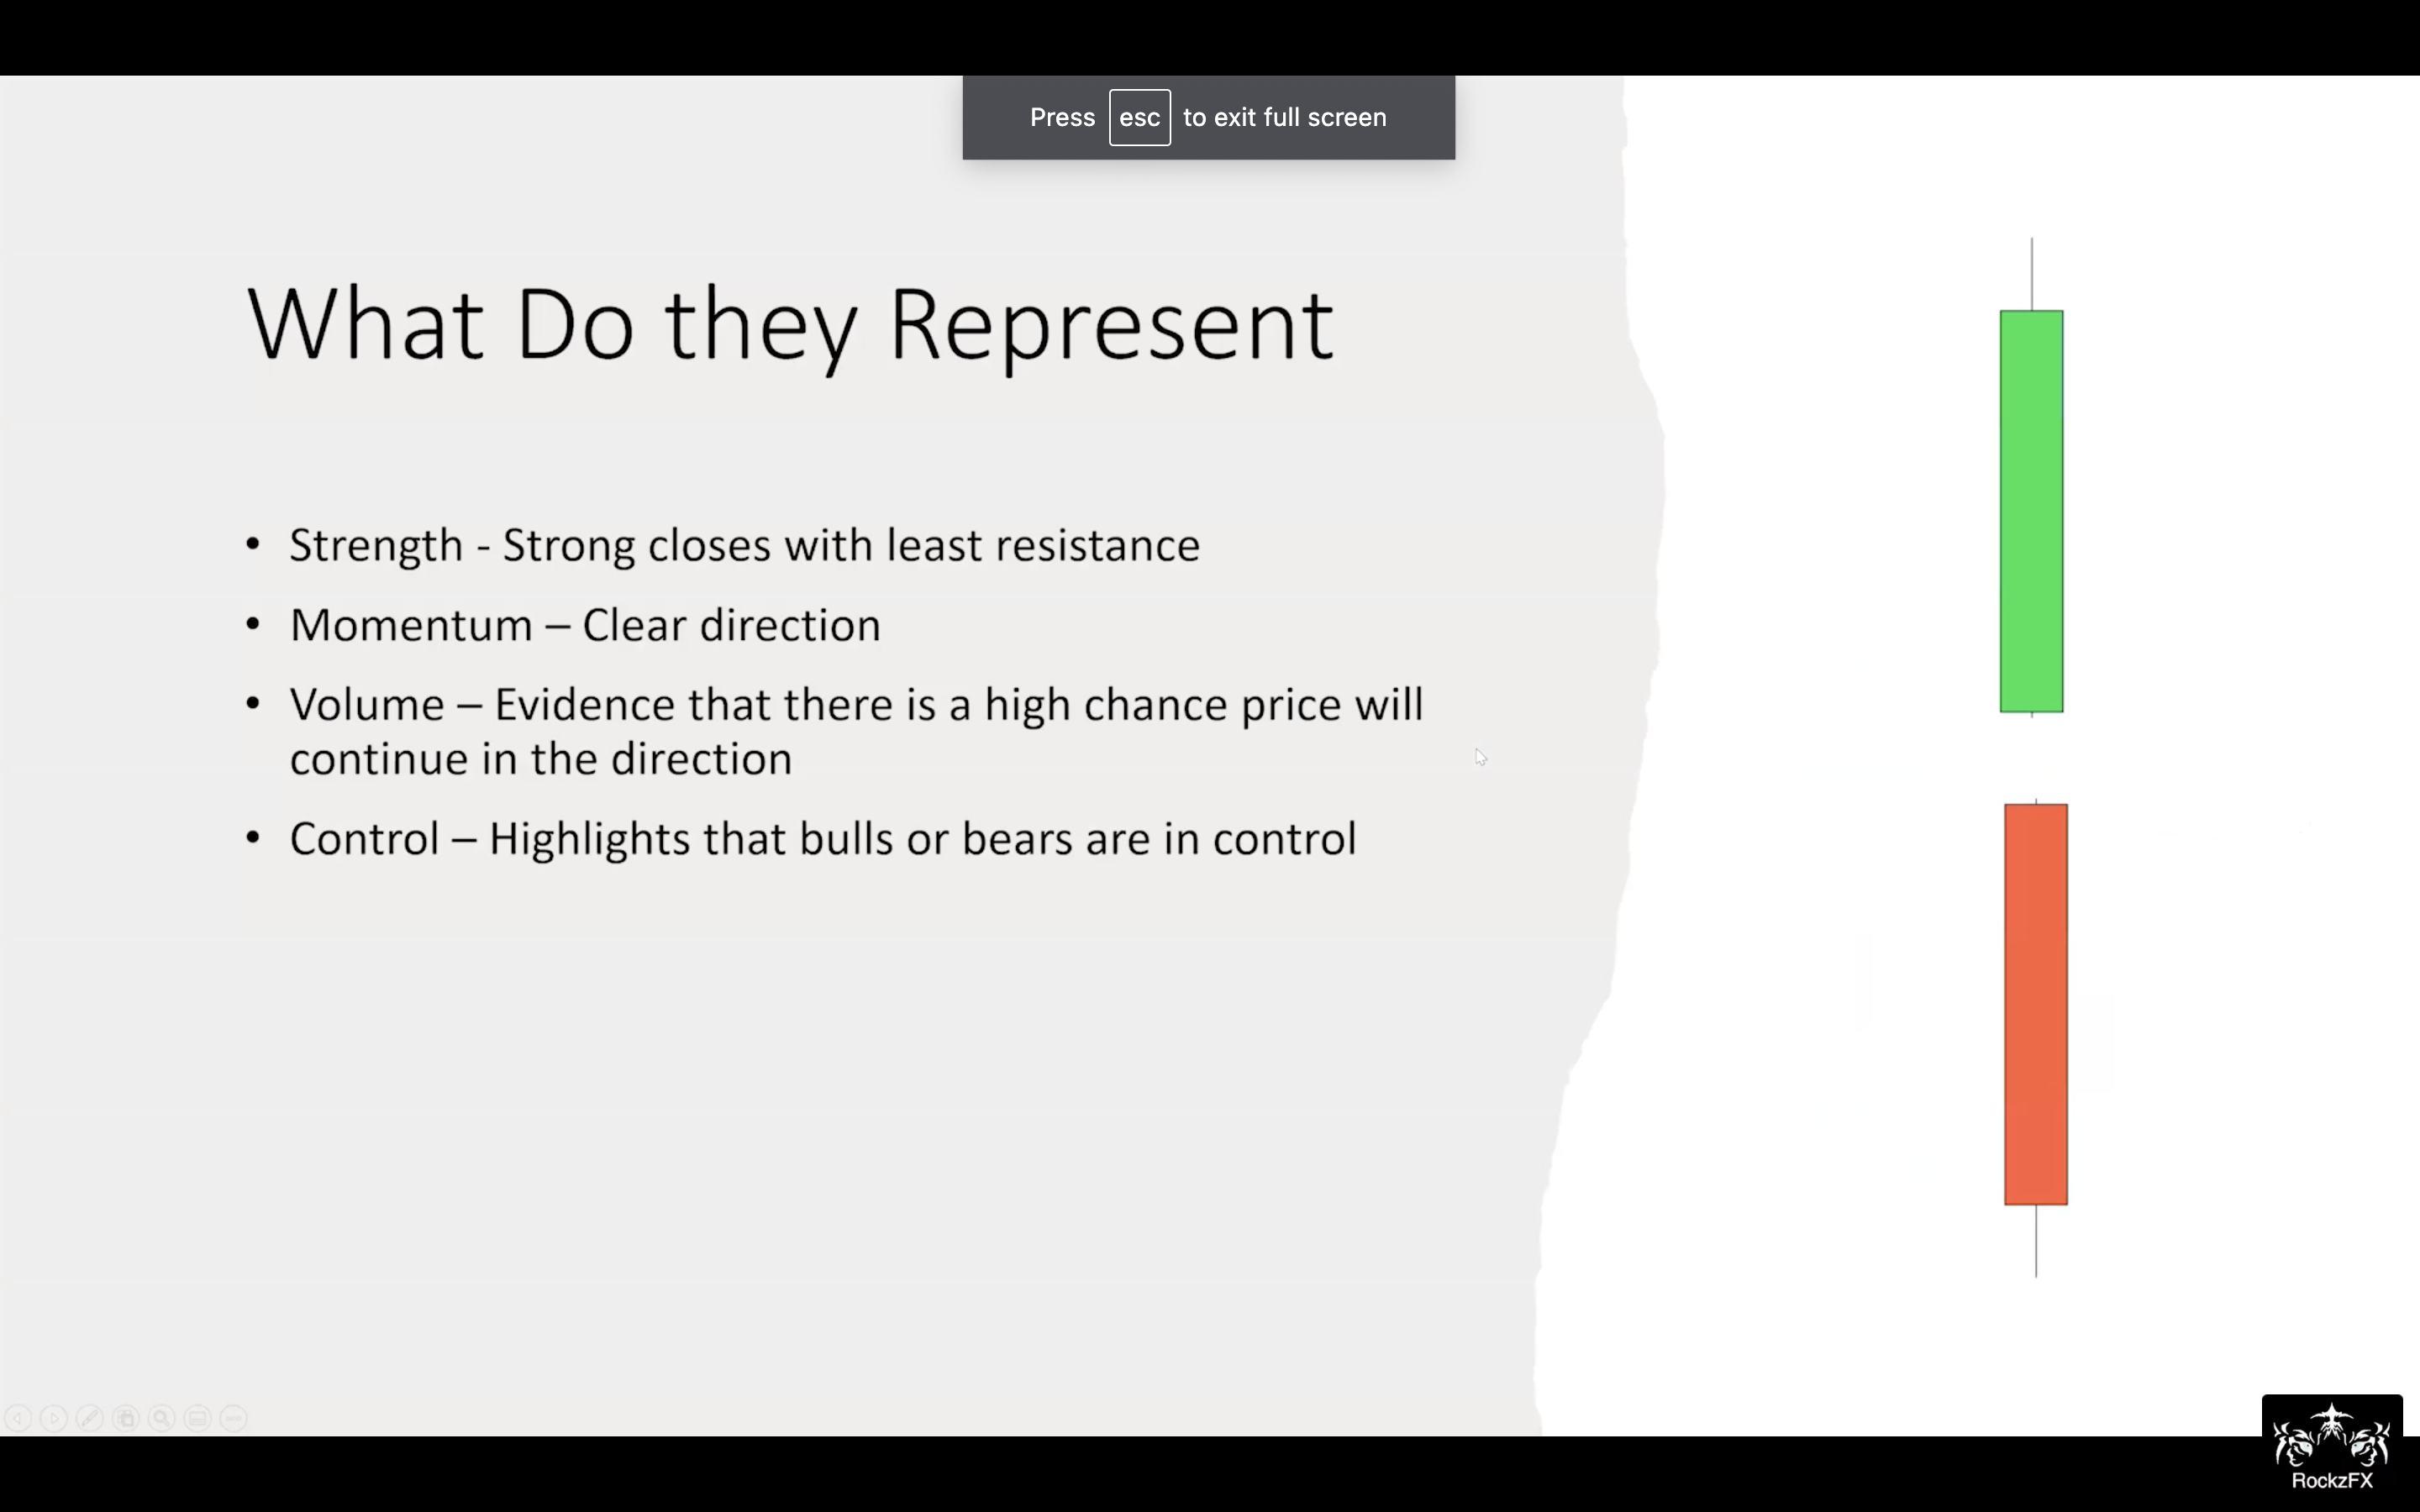 Press esc to exit full screen
What Do they Represent
• Strength - Strong closes with least resistance
• Momentum – Clear direction
• Volume – Evidence that there is a high chance price will
continue in the direction
• Control – Highlights that bulls or bears are in control
RockzFX